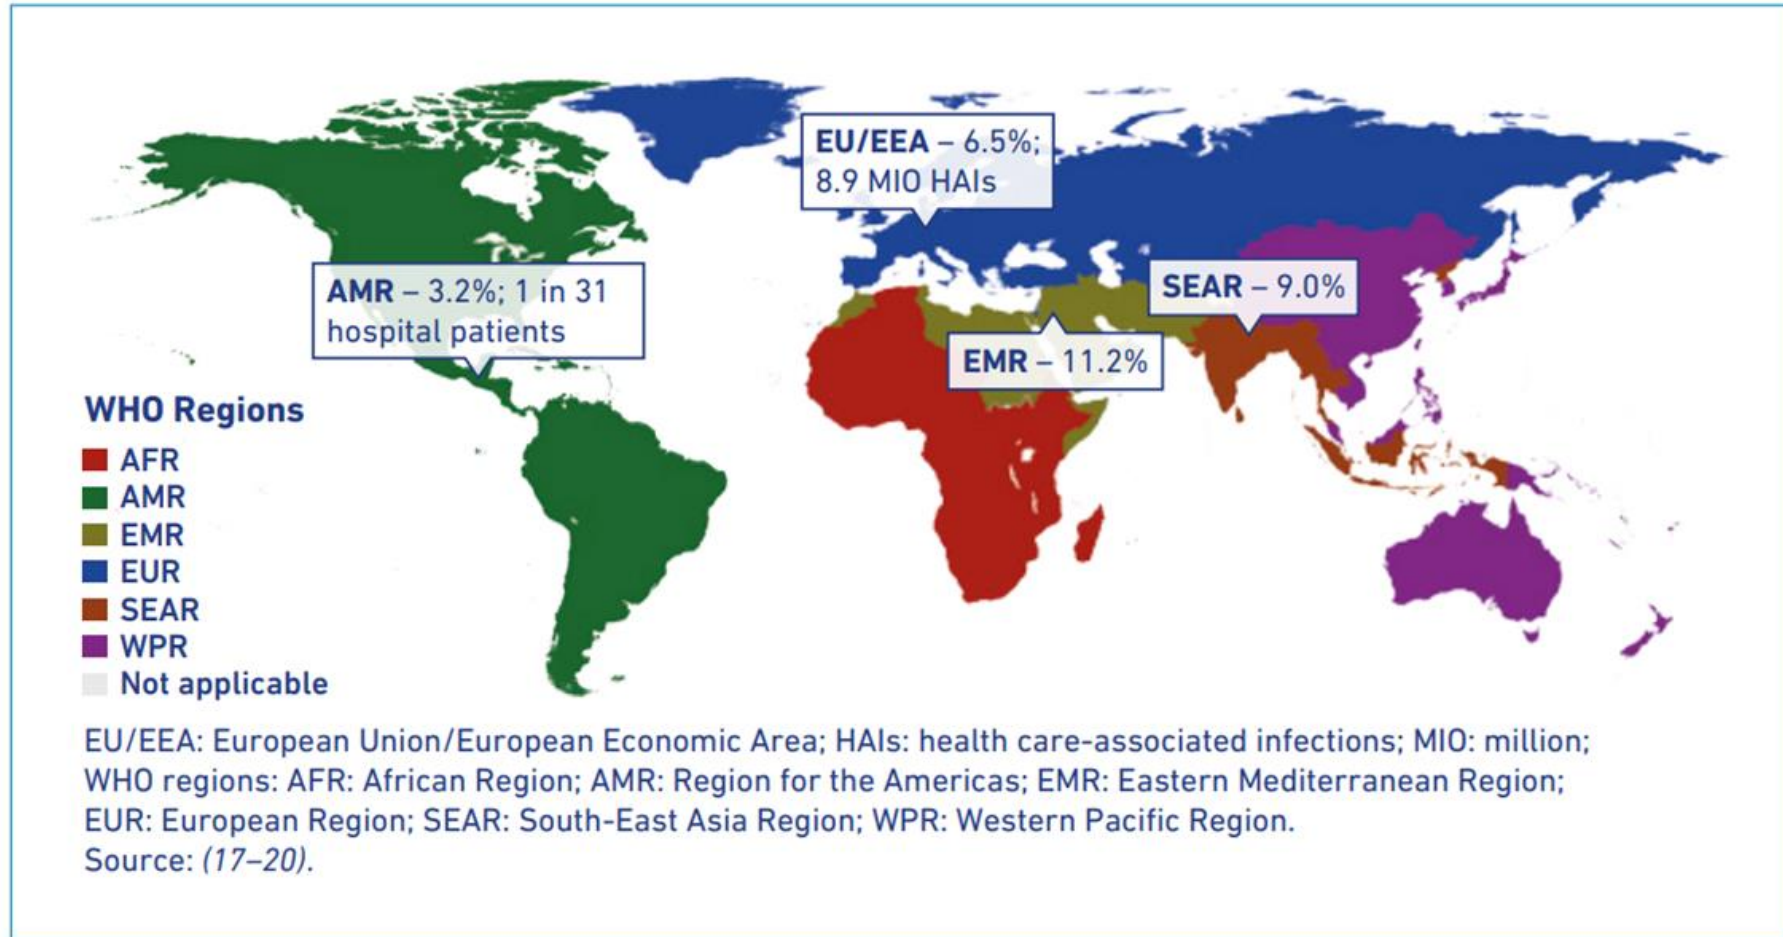 EU/EEA – 6.5%;
8.9 MIO HAIs
AMR – 3.2%; 1 in 31
hospital patients
SEAR – 9.0%
EMR – 11.2%
WHO Regions
AFR
AMR
EMR
EUR
SEAR
WPR
Not applicable
EU/EEA: European Union/European Economic Area; HAIs: health care-associated infections; MIO: million;
WHO regions: AFR: African Region; AMR: Region for the Americas; EMR: Eastern Mediterranean Region;
EUR: European Region; SEAR: South-East Asia Region; WPR: Western Pacific Region.
Source: (17–20).